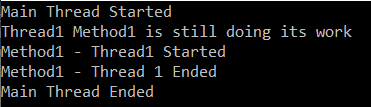 Main Thread Started
Thread1 Method1 is still doing its work
Method1 - Thread1 Started
Method1 - Thread 1 Ended
Main Thread Ended